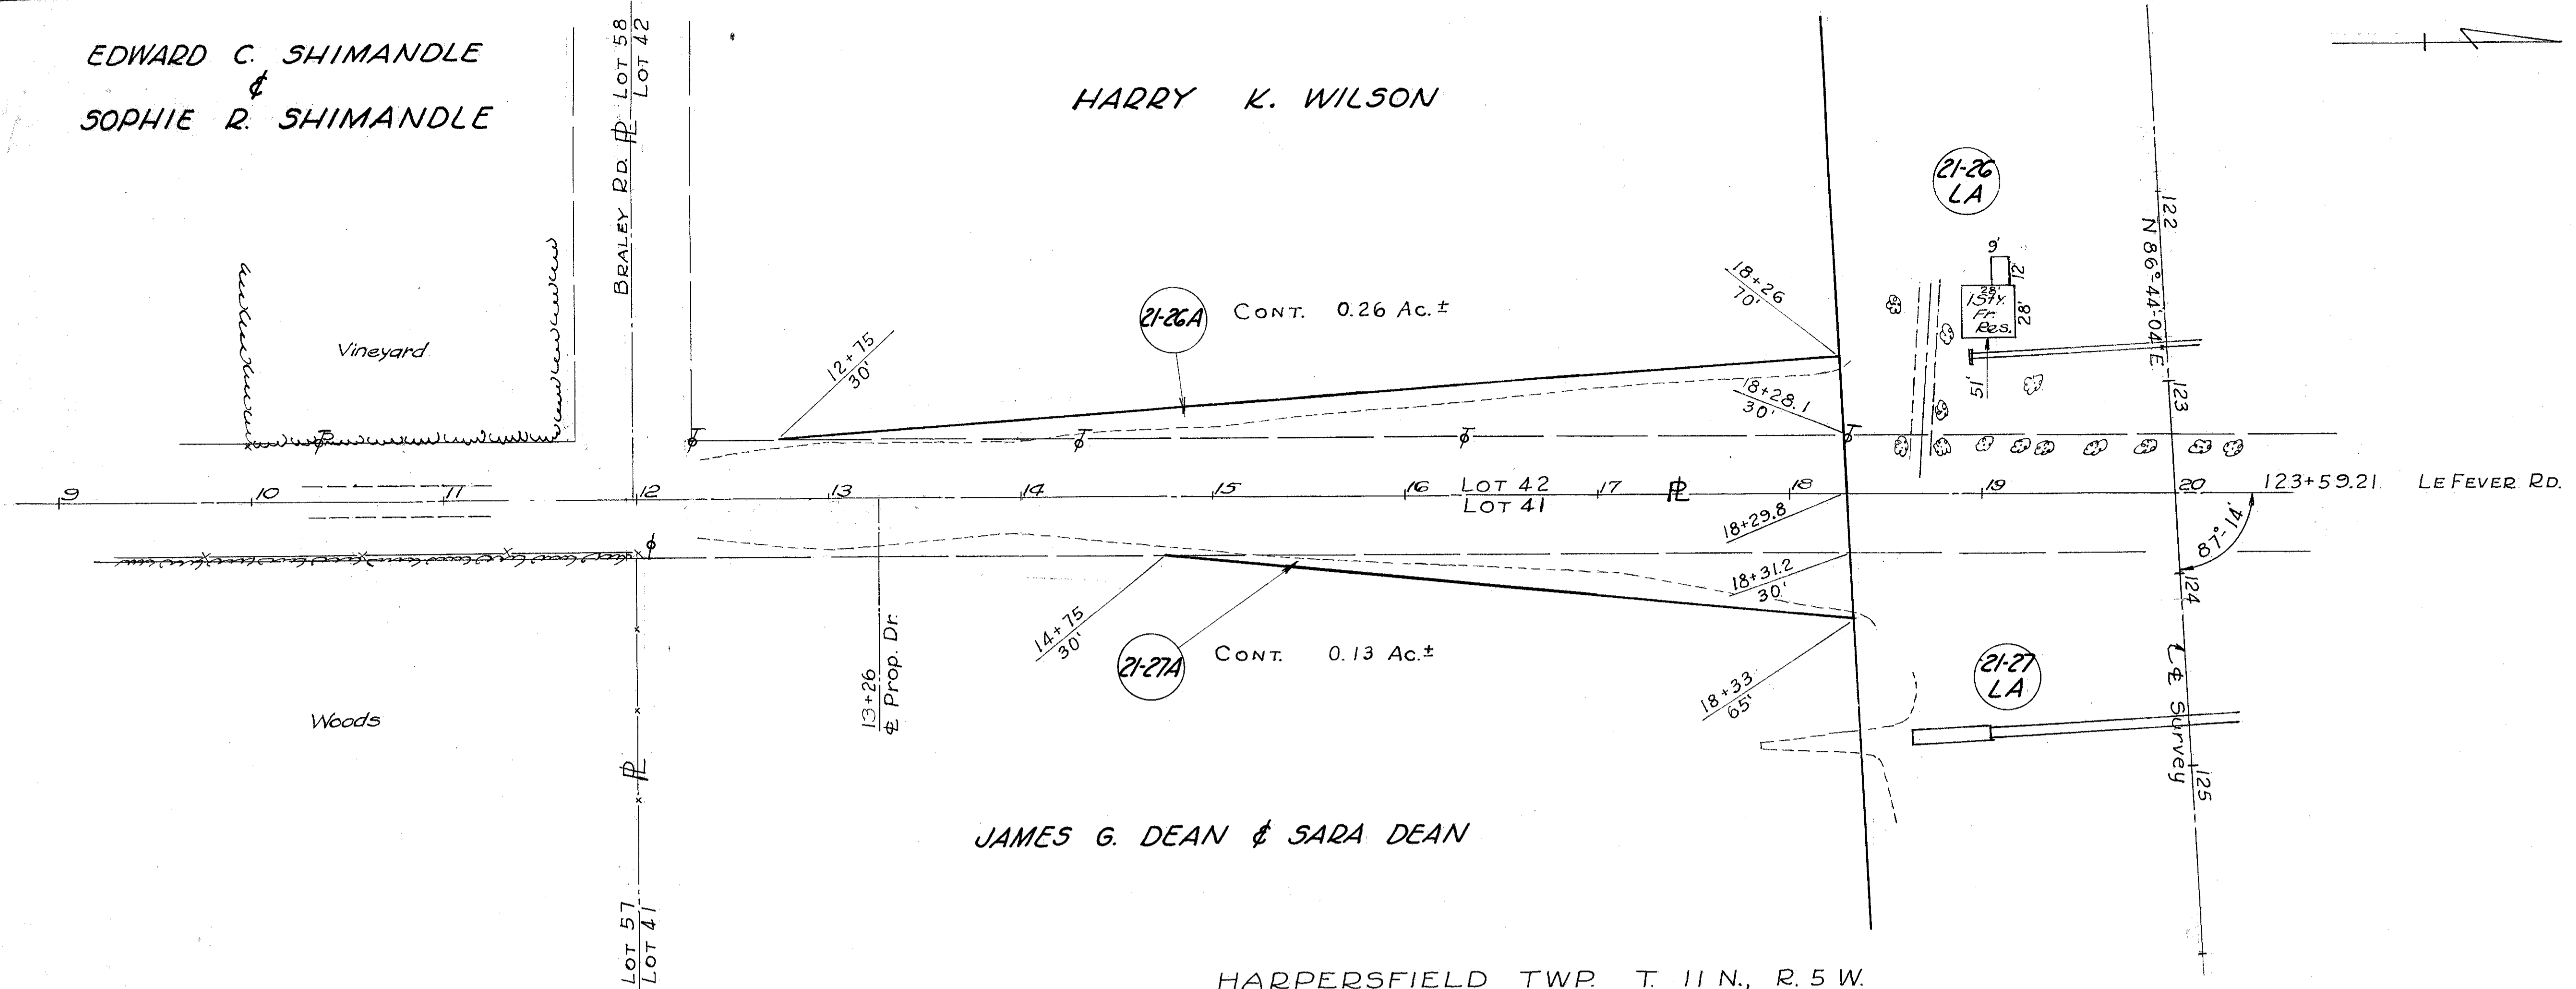 EDWARD C. SHIMANDLE
&
SOPHIE R. SHIMANDLE
BRALEY RD. PL LOT 58
LOT 42
HARRY K. WILSON
21-26
LA
122
N 86°-44'-04" E
9'
12'
28'
1 STY.
Fr.
Res.
28'
51'
123
Vineyard
12+75
30'
21-26A
CONT. 0.26 Ac.±
18+26
70'
18+28.1
30'
9
10
11
12
13
14
15
16
LOT 42
LOT 41
17
PL
18
19
20
123+59.21
LEFEVER RD.
87°-14'
18+29.8
18+31.2
30'
124
14+75
30'
21-27A
CONT. 0.13 Ac.±
18+33
65'
21-27
LA
℄ Survey
125
13+26
℄ Prop. Dr.
Woods
PL
JAMES G. DEAN & SARA DEAN
LOT 57
LOT 41
HARPERSFIELD TWP. T. 11 N., R. 5 W.